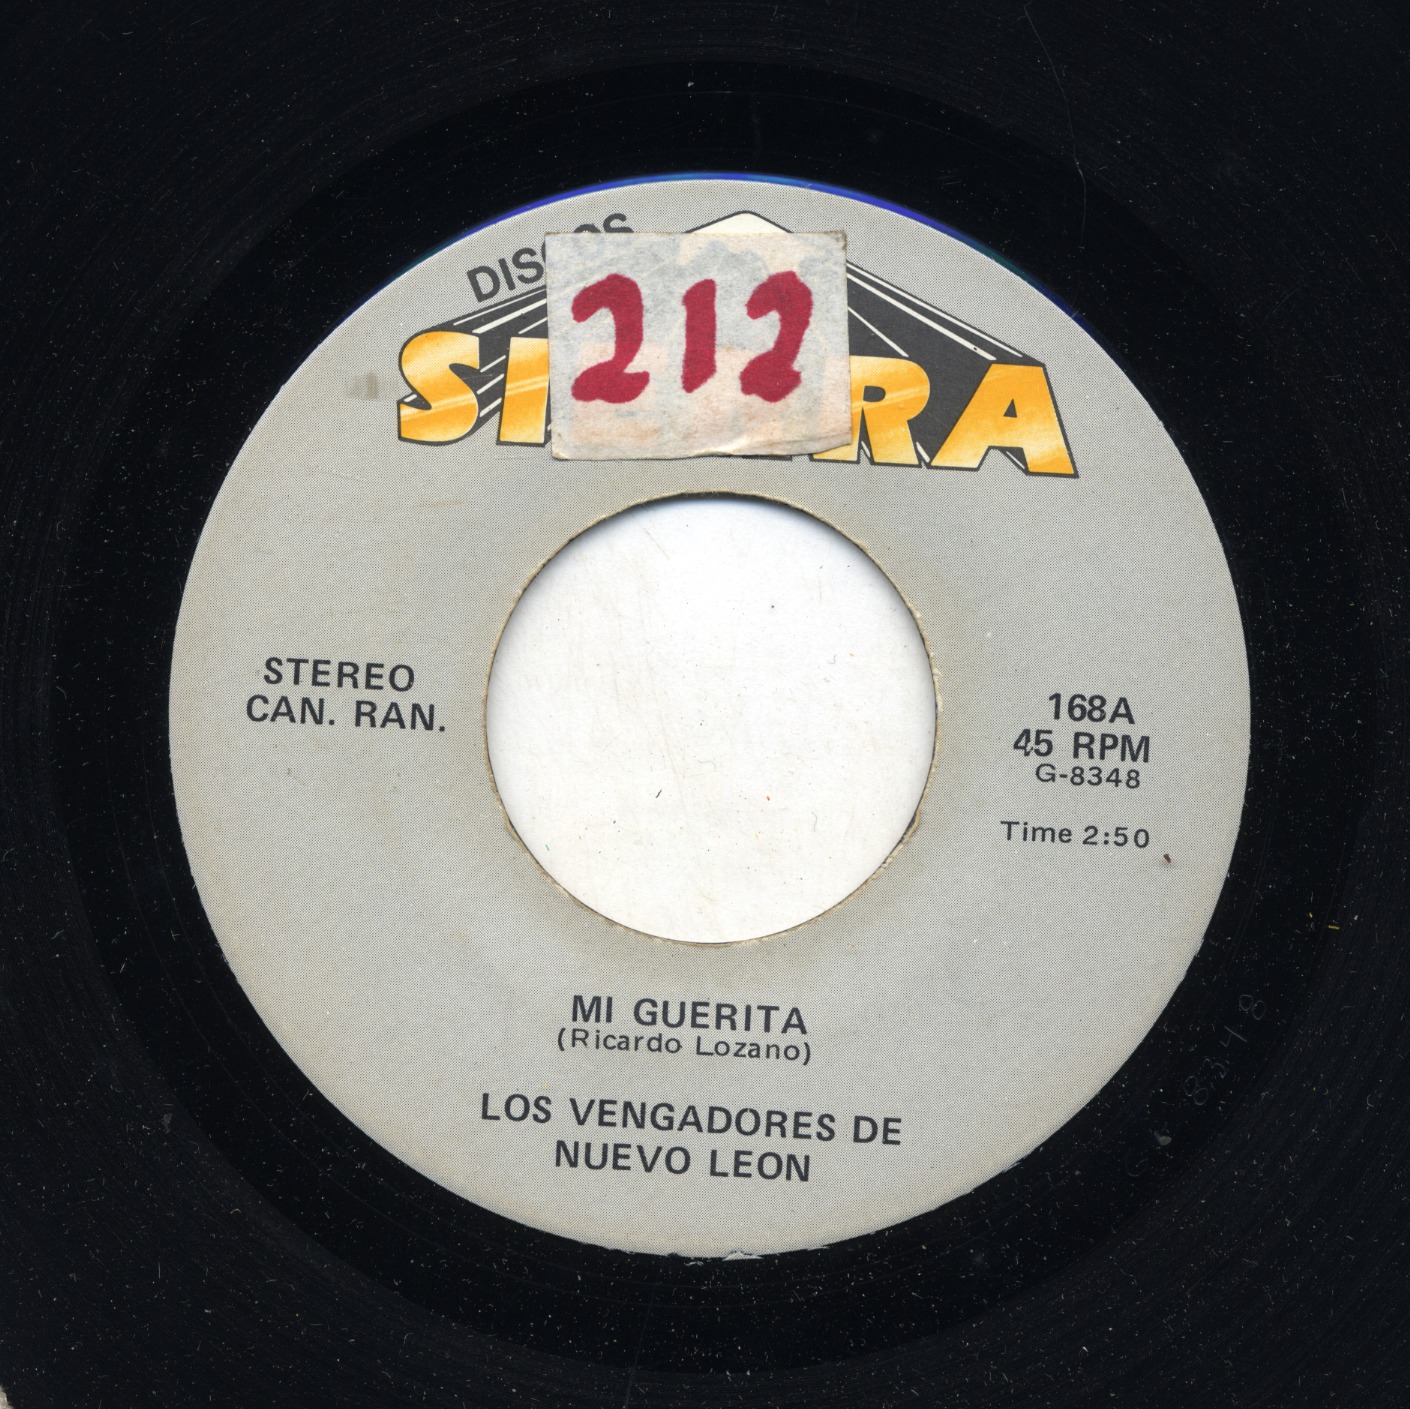 DISCOS
212
STEREO
CAN. RAN.
168A
45 RPM
G-8348
Time 2:50
MI GUERITA
(Ricardo Lozano)
LOS VENGADORES DE
NUEVO LEON